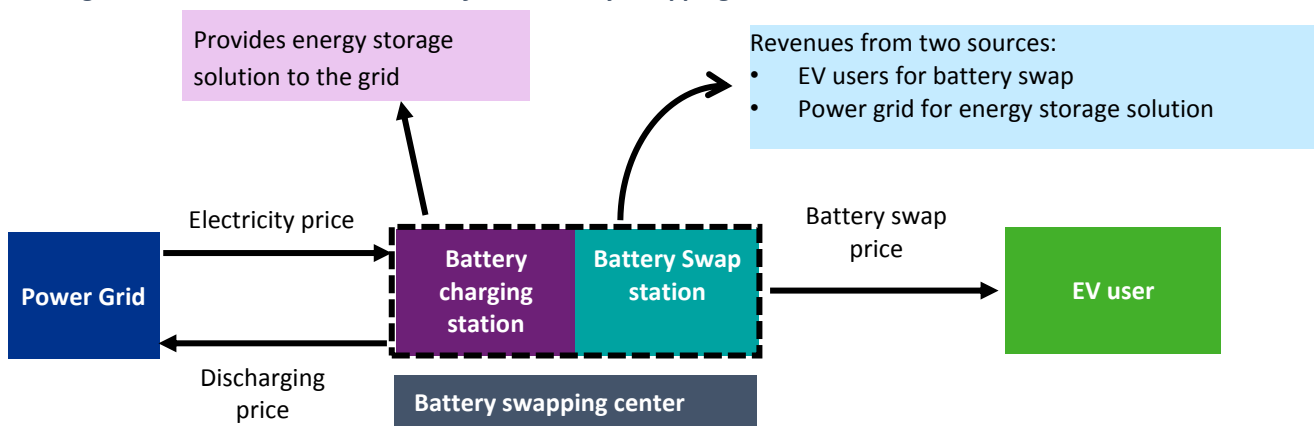 Provides energy storage
solution to the grid
Revenues from two sources:
• EV users for battery swap
• Power grid for energy storage solution
Electricity price
Battery swap
price
Power Grid
Battery
charging
station
Battery Swap
station
EV user
Discharging
price
Battery swapping center